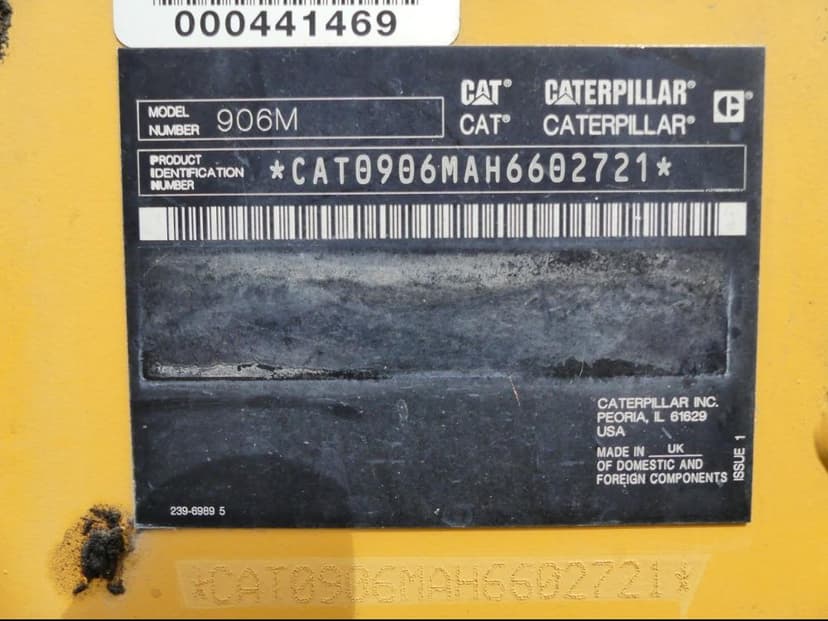 000441469
CAT® CATERPILLAR®
MODEL NUMBER 906M
CAT® CATERPILLAR®
PRODUCT IDENTIFICATION NUMBER *CAT0906MAH6602721*
CATERPILLAR INC.
PEORIA, IL 61629
USA
MADE IN UK
OF DOMESTIC AND
FOREIGN COMPONENTS
ISSUE 1
239-6989 5
*CAT0906MAH6602721*